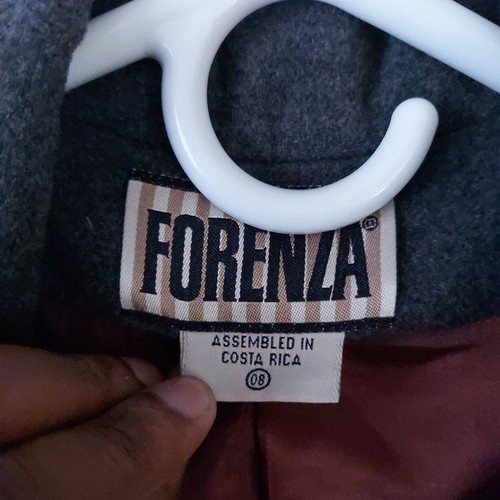 FORENZA®
ASSEMBLED IN
COSTA RICA
08